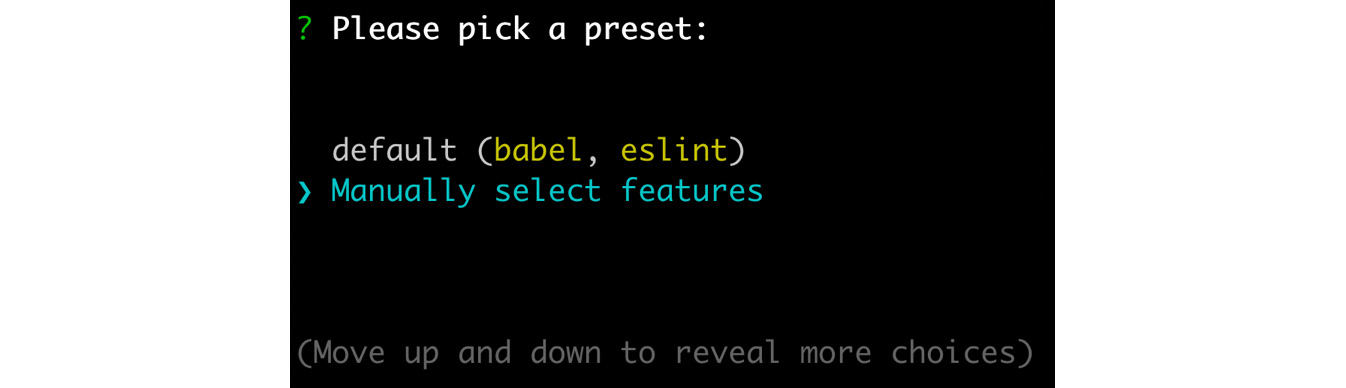 ? Please pick a preset:
default (babel, eslint)
❯ Manually select features
(Move up and down to reveal more choices)